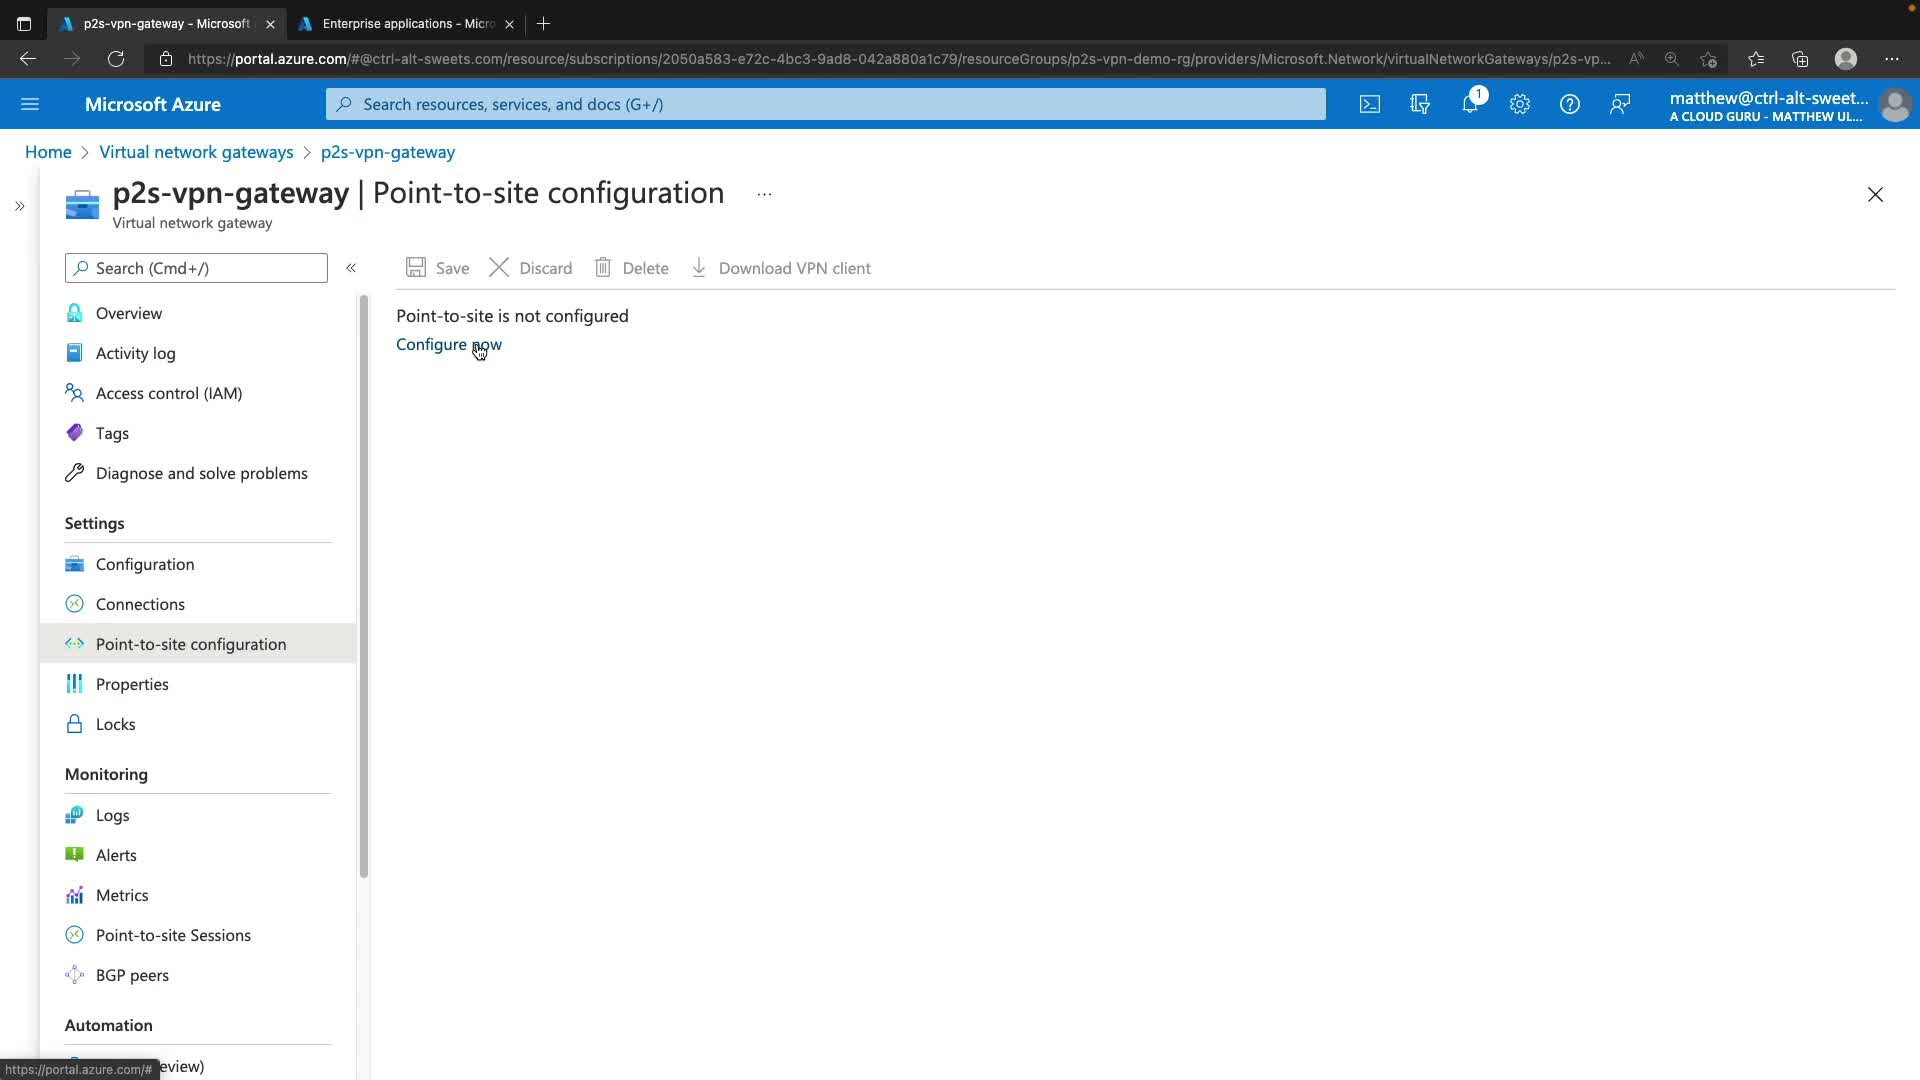 p2s-vpn-gateway - Microsoft
Enterprise applications - Micro
https://portal.azure.com/#@ctrl-alt-sweets.com/resource/subscriptions/2050a583-e72c-4bc3-9ad8-042a880a1c79/resourceGroups/p2s-vpn-demo-rg/providers/Microsoft.Network/virtualNetworkGateways/p2s-vp...
Microsoft Azure
Search resources, services, and docs (G+/)
1
matthew@ctrl-alt-sweet...
A CLOUD GURU - MATTHEW UL...
Home > Virtual network gateways > p2s-vpn-gateway
p2s-vpn-gateway | Point-to-site configuration ...
Virtual network gateway
Search (Cmd+/)
Save
Discard
Delete
Download VPN client
Point-to-site is not configured
Configure now
Overview
Activity log
Access control (IAM)
Tags
Diagnose and solve problems
Settings
Configuration
Connections
Point-to-site configuration
Properties
Locks
Monitoring
Logs
Alerts
Metrics
Point-to-site Sessions
BGP peers
Automation
eview)
https://portal.azure.com/#